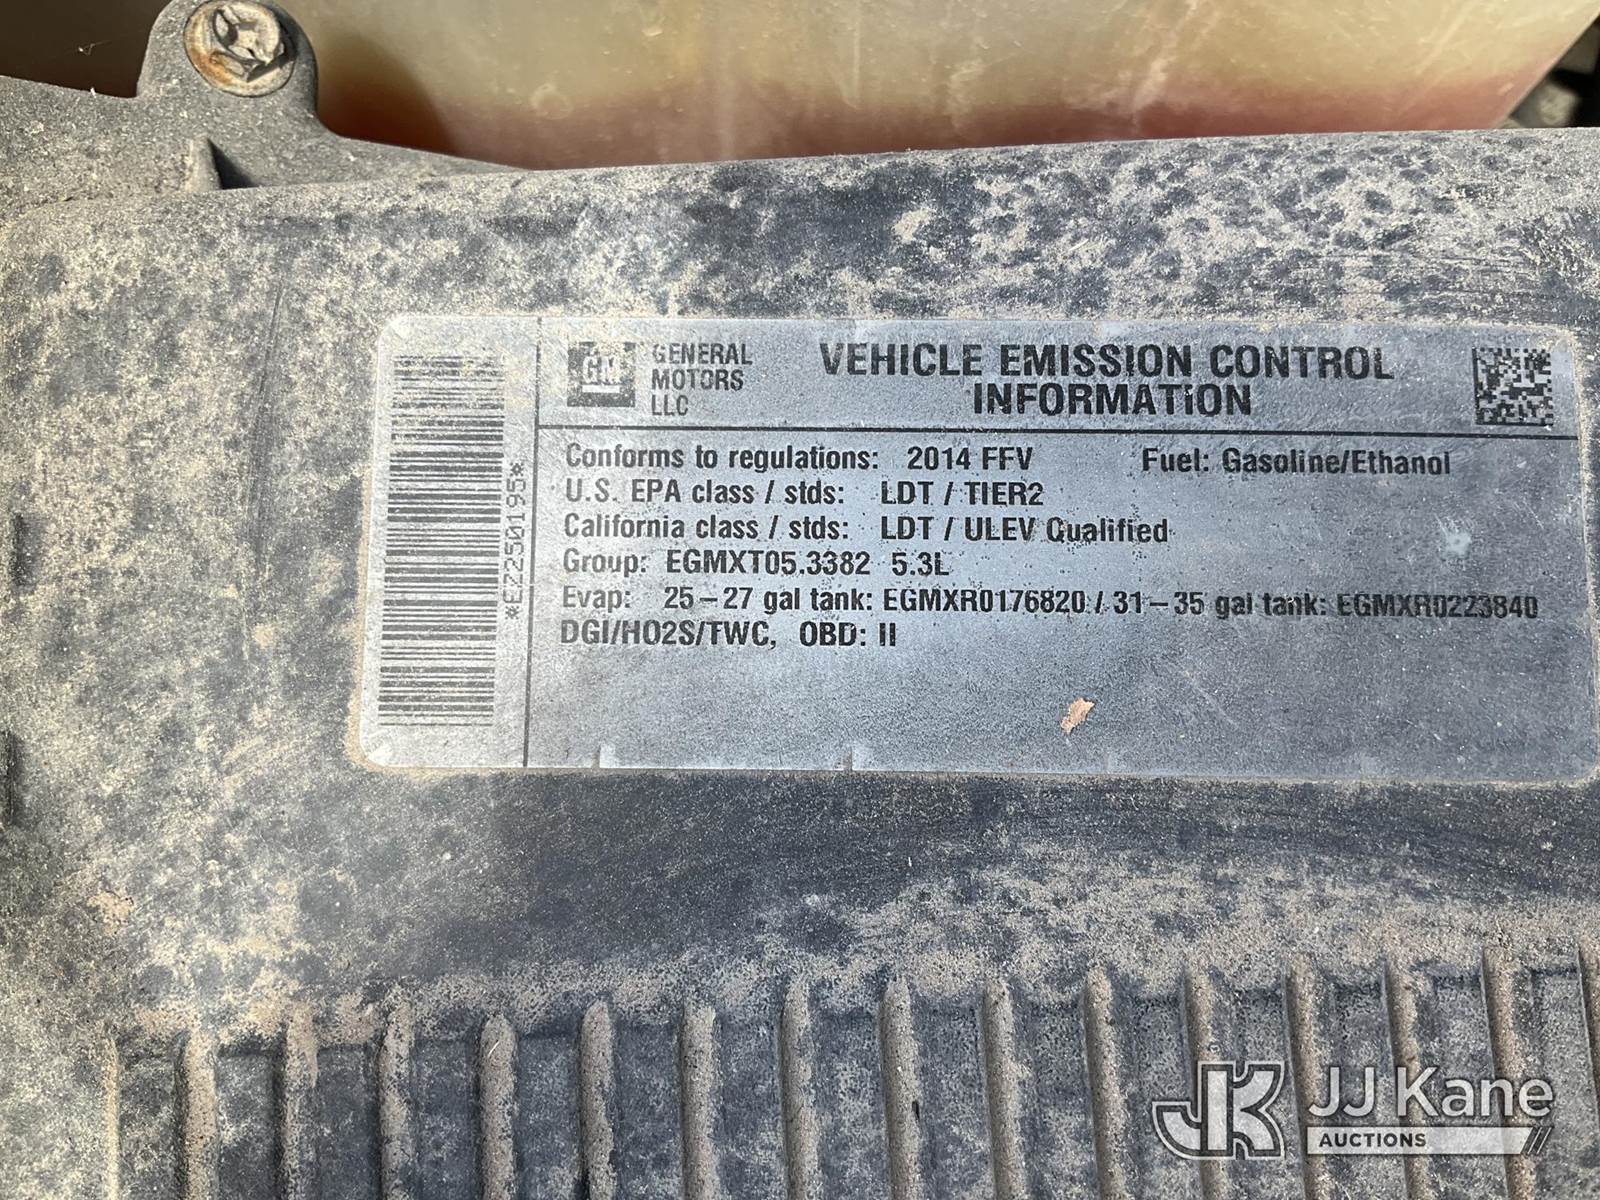 GM
GENERAL
MOTORS
LLC
VEHICLE EMISSION CONTROL
INFORMATION
*EZ2501195*
Conforms to regulations: 2014 FFV Fuel: Gasoline/Ethanol
U.S. EPA class / stds: LDT / TIER2
California class / stds: LDT / ULEV Qualified
Group: EGMXT05.3382 5.3L
Evap: 25–27 gal tank: EGMXR0176820 / 31–35 gal tank: EGMXR0223840
DGI/HO2S/TWC, OBD: II
JK JJ Kane
AUCTIONS